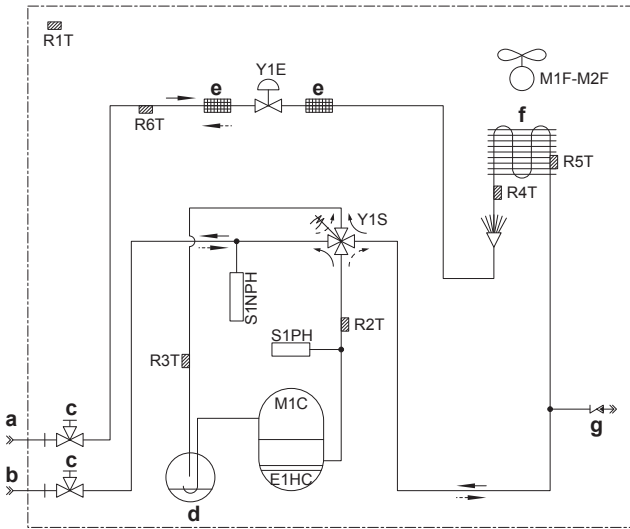 R1T
Y1E
M1F-M2F
e
e
f
R6T
R5T
R4T
Y1S
S1NPH
R2T
S1PH
R3T
a
c
M1C
g
b
c
E1HC
d